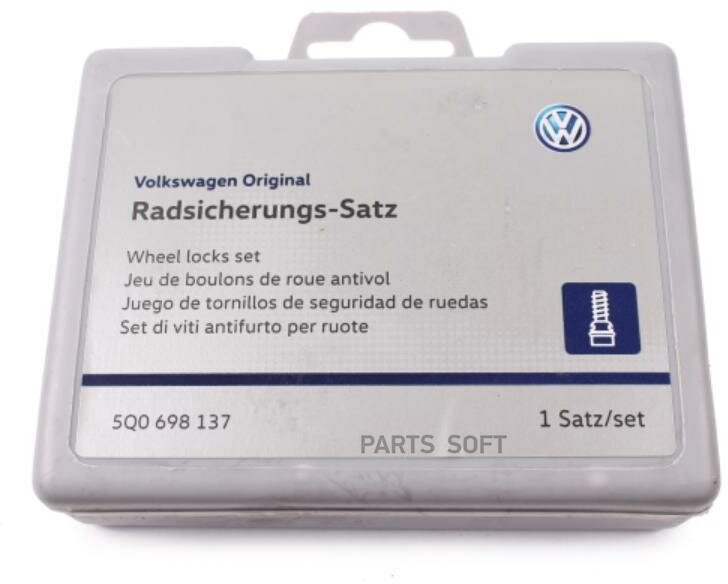 Volkswagen Original
Radsicherungs-Satz
Wheel locks set
Jeu de boulons de roue antivol
Juego de tornillos de seguridad de ruedas
Set di viti antifurto per ruote
5Q0 698 137
1 Satz/set
PARTS SOFT